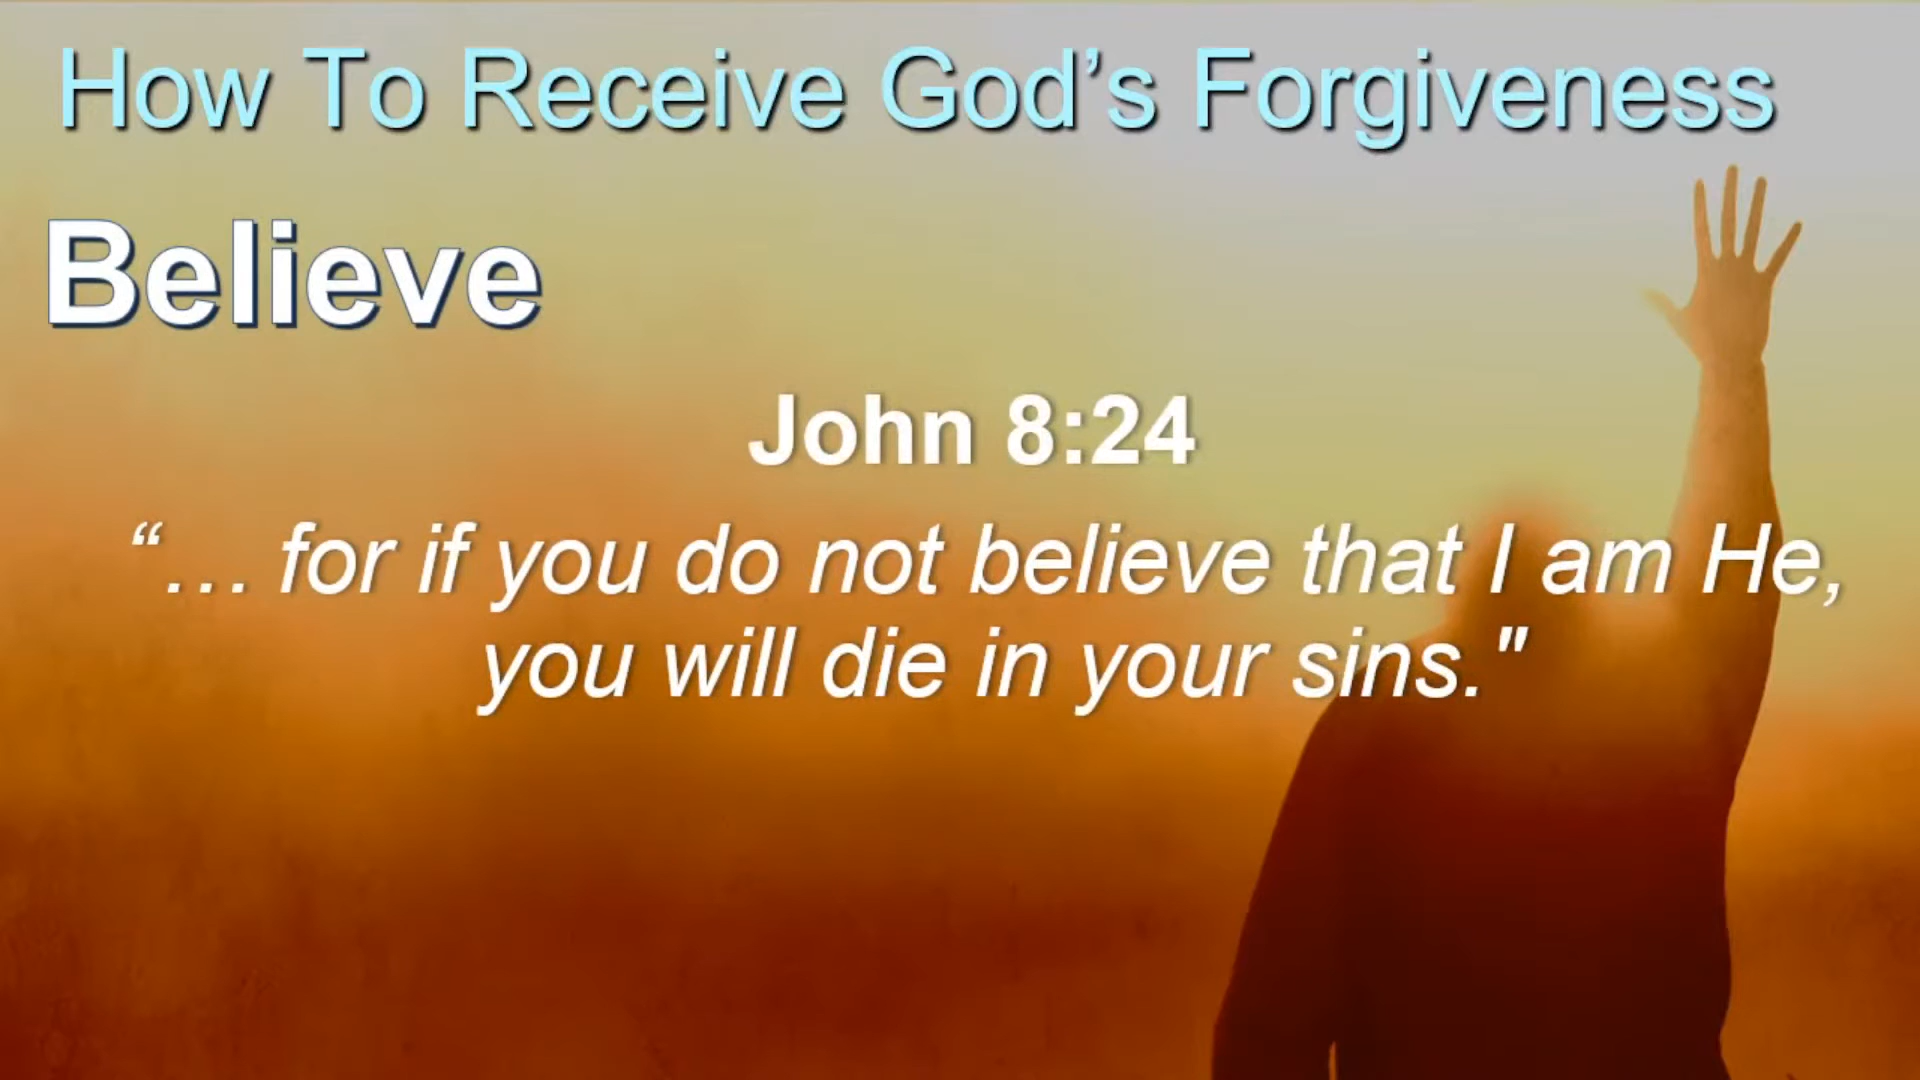 How To Receive God’s Forgiveness
Believe
John 8:24
“… for if you do not believe that I am He,
you will die in your sins."